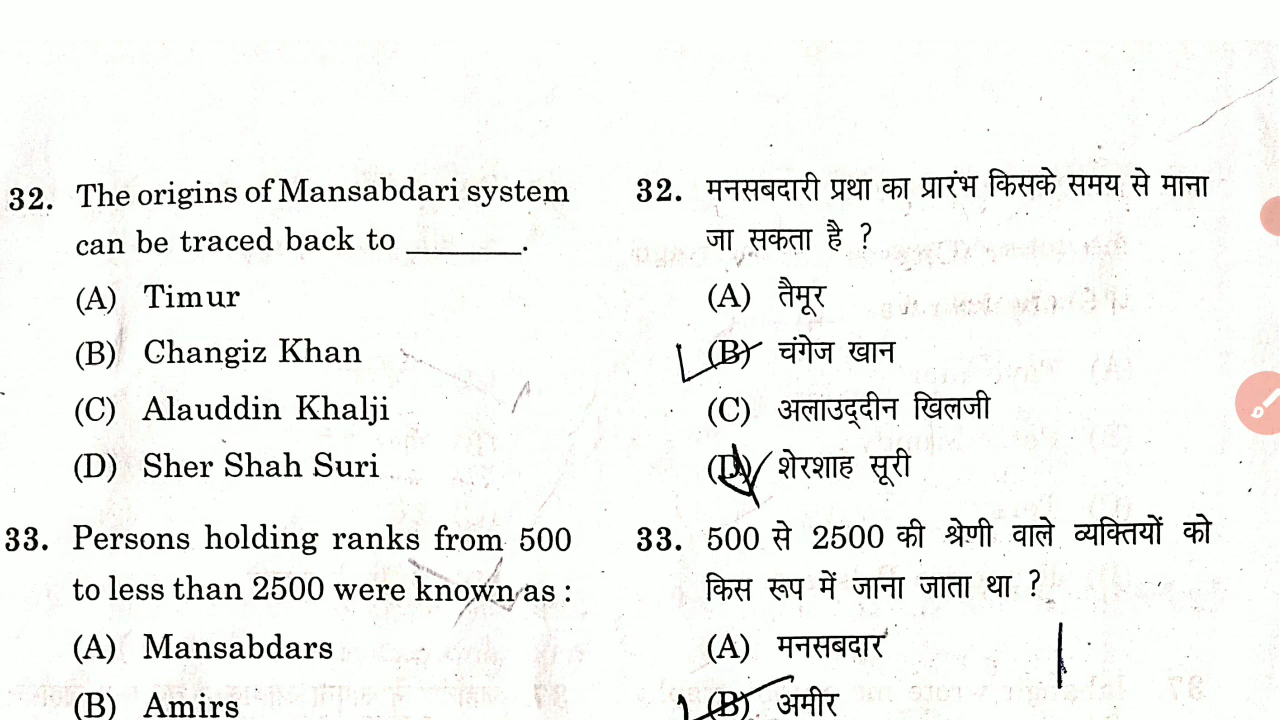 32. The origins of Mansabdari system
can be traced back to ________.
(A) Timur
(B) Changiz Khan
(C) Alauddin Khalji
(D) Sher Shah Suri
33. Persons holding ranks from 500
to less than 2500 were known as :
(A) Mansabdars
(B) Amirs
32. मनसबदारी प्रथा का प्रारंभ किसके समय से माना
जा सकता है ?
(A) तैमूर
(B) चंगेज खान
(C) अलाउद्दीन खिलजी
(D) शेरशाह सूरी
33. 500 से 2500 की श्रेणी वाले व्यक्तियों को
किस रूप में जाना जाता था ?
(A) मनसबदार
(B) अमीर